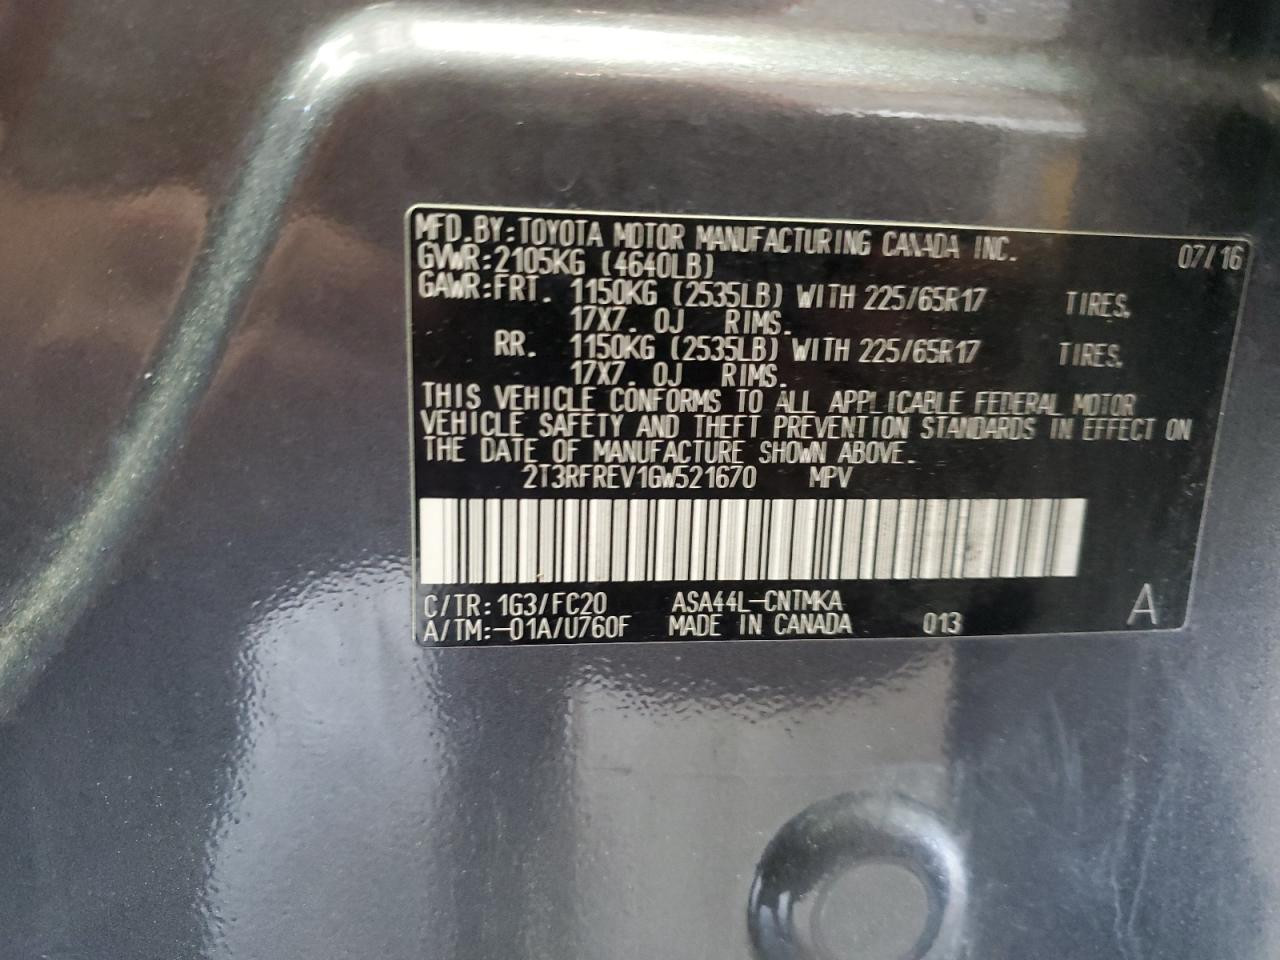 MFD. BY: TOYOTA MOTOR MANUFACTURING CANADA INC. 07/16
GVWR: 2105KG (4640LB)
GAWR: FRT. 1150KG (2535LB) WITH 225/65R17 TIRES,
17X7. 0J RIMS.
RR. 1150KG (2535LB) WITH 225/65R17 TIRES,
17X7. 0J RIMS.
THIS VEHICLE CONFORMS TO ALL APPLICABLE FEDERAL MOTOR
VEHICLE SAFETY AND THEFT PREVENTION STANDARDS IN EFFECT ON
THE DATE OF MANUFACTURE SHOWN ABOVE.
2T3RFREV1GW521670 MPV
C/TR: 1G3/FC20 ASA44L-CNTMKA A
A/TM:-01A/U760F MADE IN CANADA 013